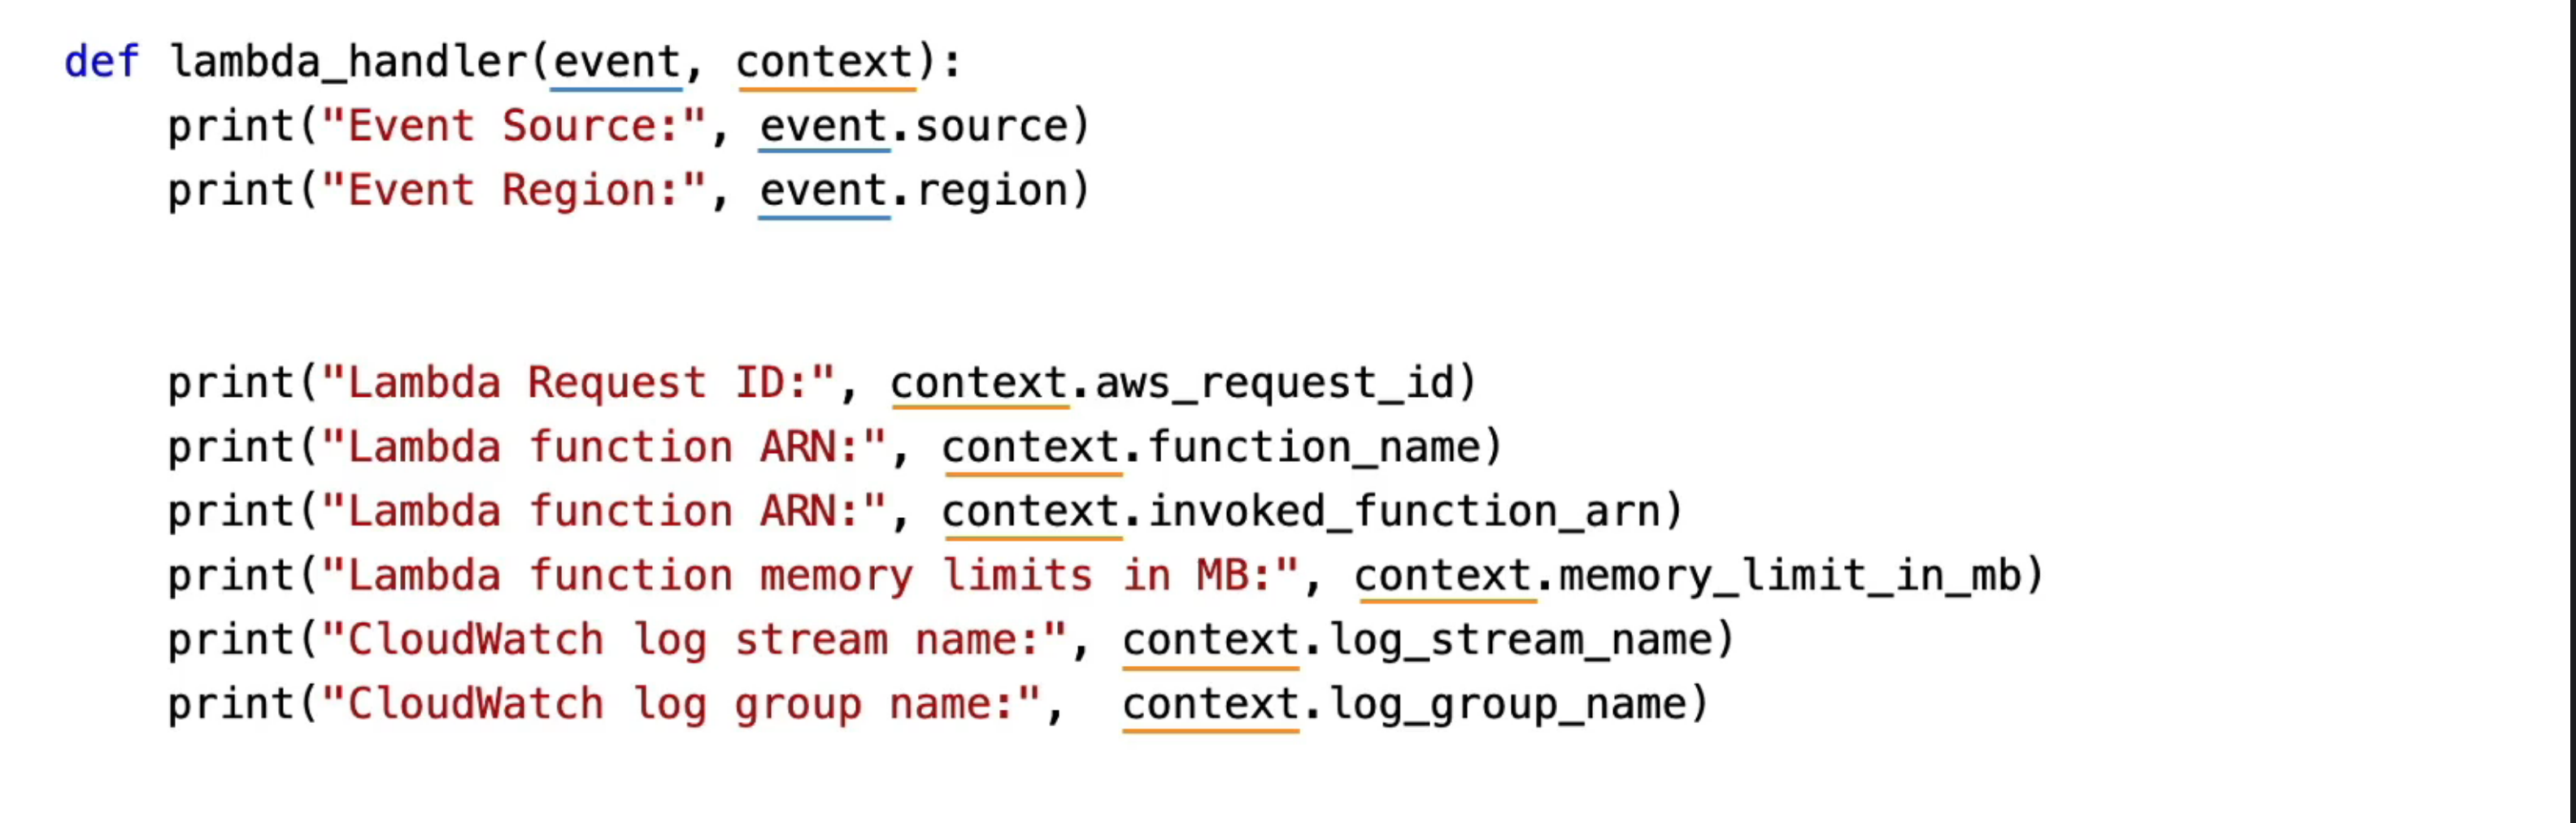 def lambda_handler(event, context):
    print("Event Source:", event.source)
    print("Event Region:", event.region)
    print("Lambda Request ID:", context.aws_request_id)
    print("Lambda function ARN:", context.function_name)
    print("Lambda function ARN:", context.invoked_function_arn)
    print("Lambda function memory limits in MB:", context.memory_limit_in_mb)
    print("CloudWatch log stream name:", context.log_stream_name)
    print("CloudWatch log group name:",  context.log_group_name)